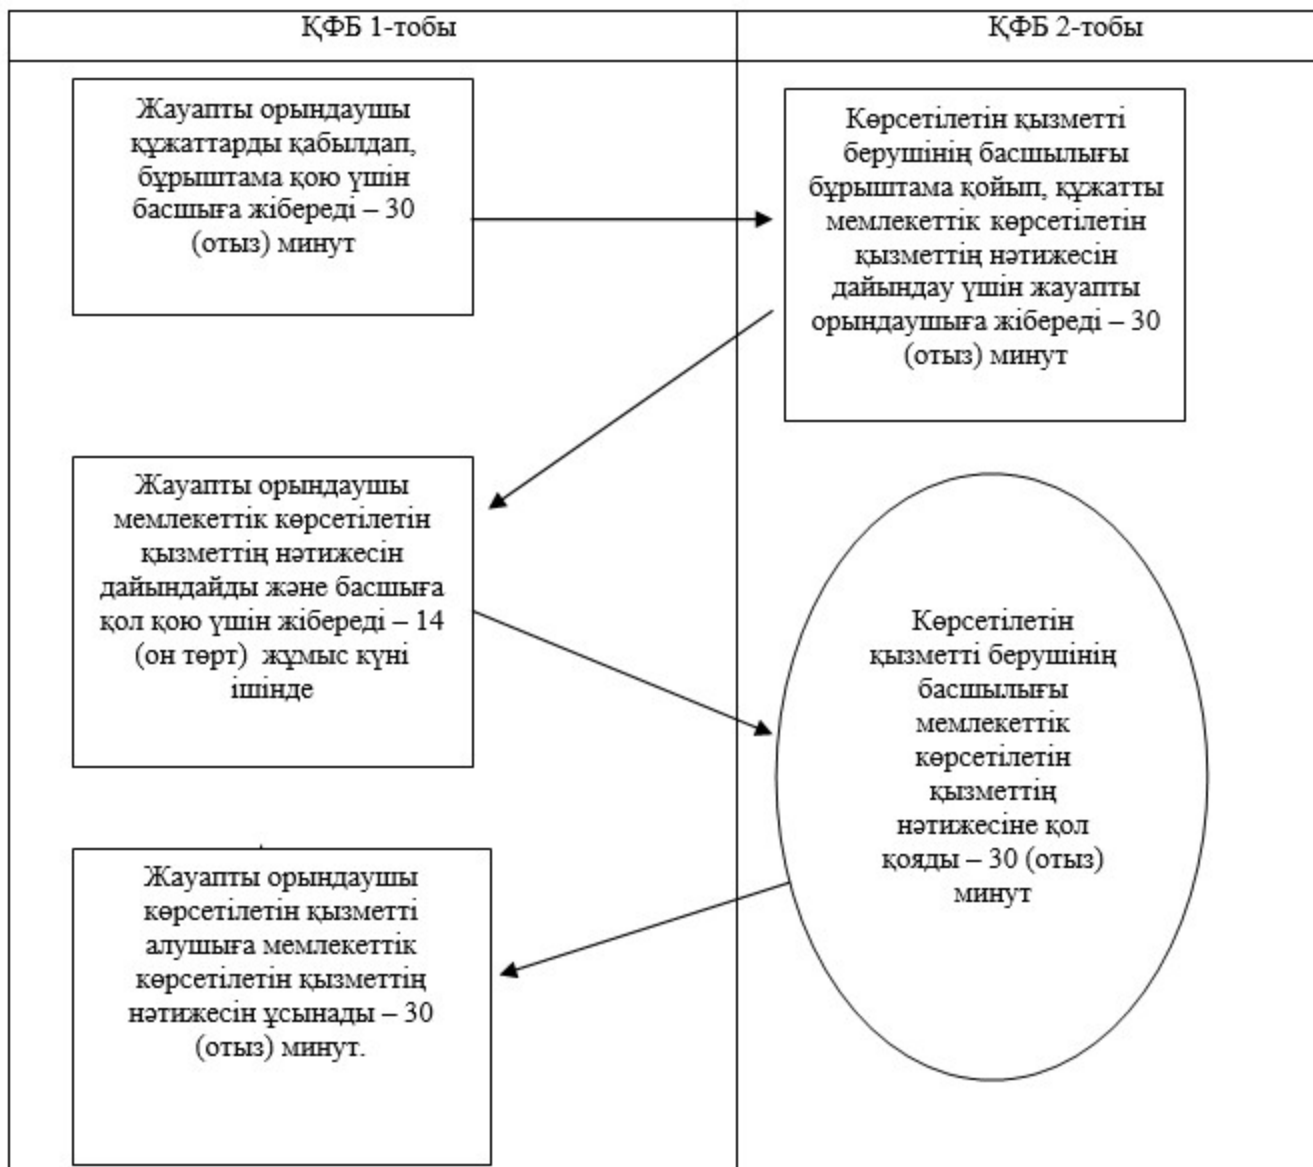 ҚФБ 1-тобы
ҚФБ 2-тобы
Жауапты орындаушы
құжаттарды қабылдап,
бұрыштама қою үшін
басшыға жібереді – 30
(отыз) минут
Көрсетілетін қызметті
берушінің басшылығы
бұрыштама қойып, құжатты
мемлекеттік көрсетілетін
қызметтің нәтижесін
дайындау үшін жауапты
орындаушыға жібереді – 30
(отыз) минут
Жауапты орындаушы
мемлекеттік көрсетілетін
қызметтің нәтижесін
дайындайды және басшыға
қол қою үшін жібереді – 14
(он төрт) жұмыс күні
ішінде
Көрсетілетін
қызметті берушінің
басшылығы
мемлекеттік
көрсетілетін
қызметтің
нәтижесіне қол
қояды – 30 (отыз)
минут
Жауапты орындаушы
көрсетілетін қызметті
алушыға мемлекеттік
көрсетілетін қызметтің
нәтижесін ұсынады – 30
(отыз) минут.